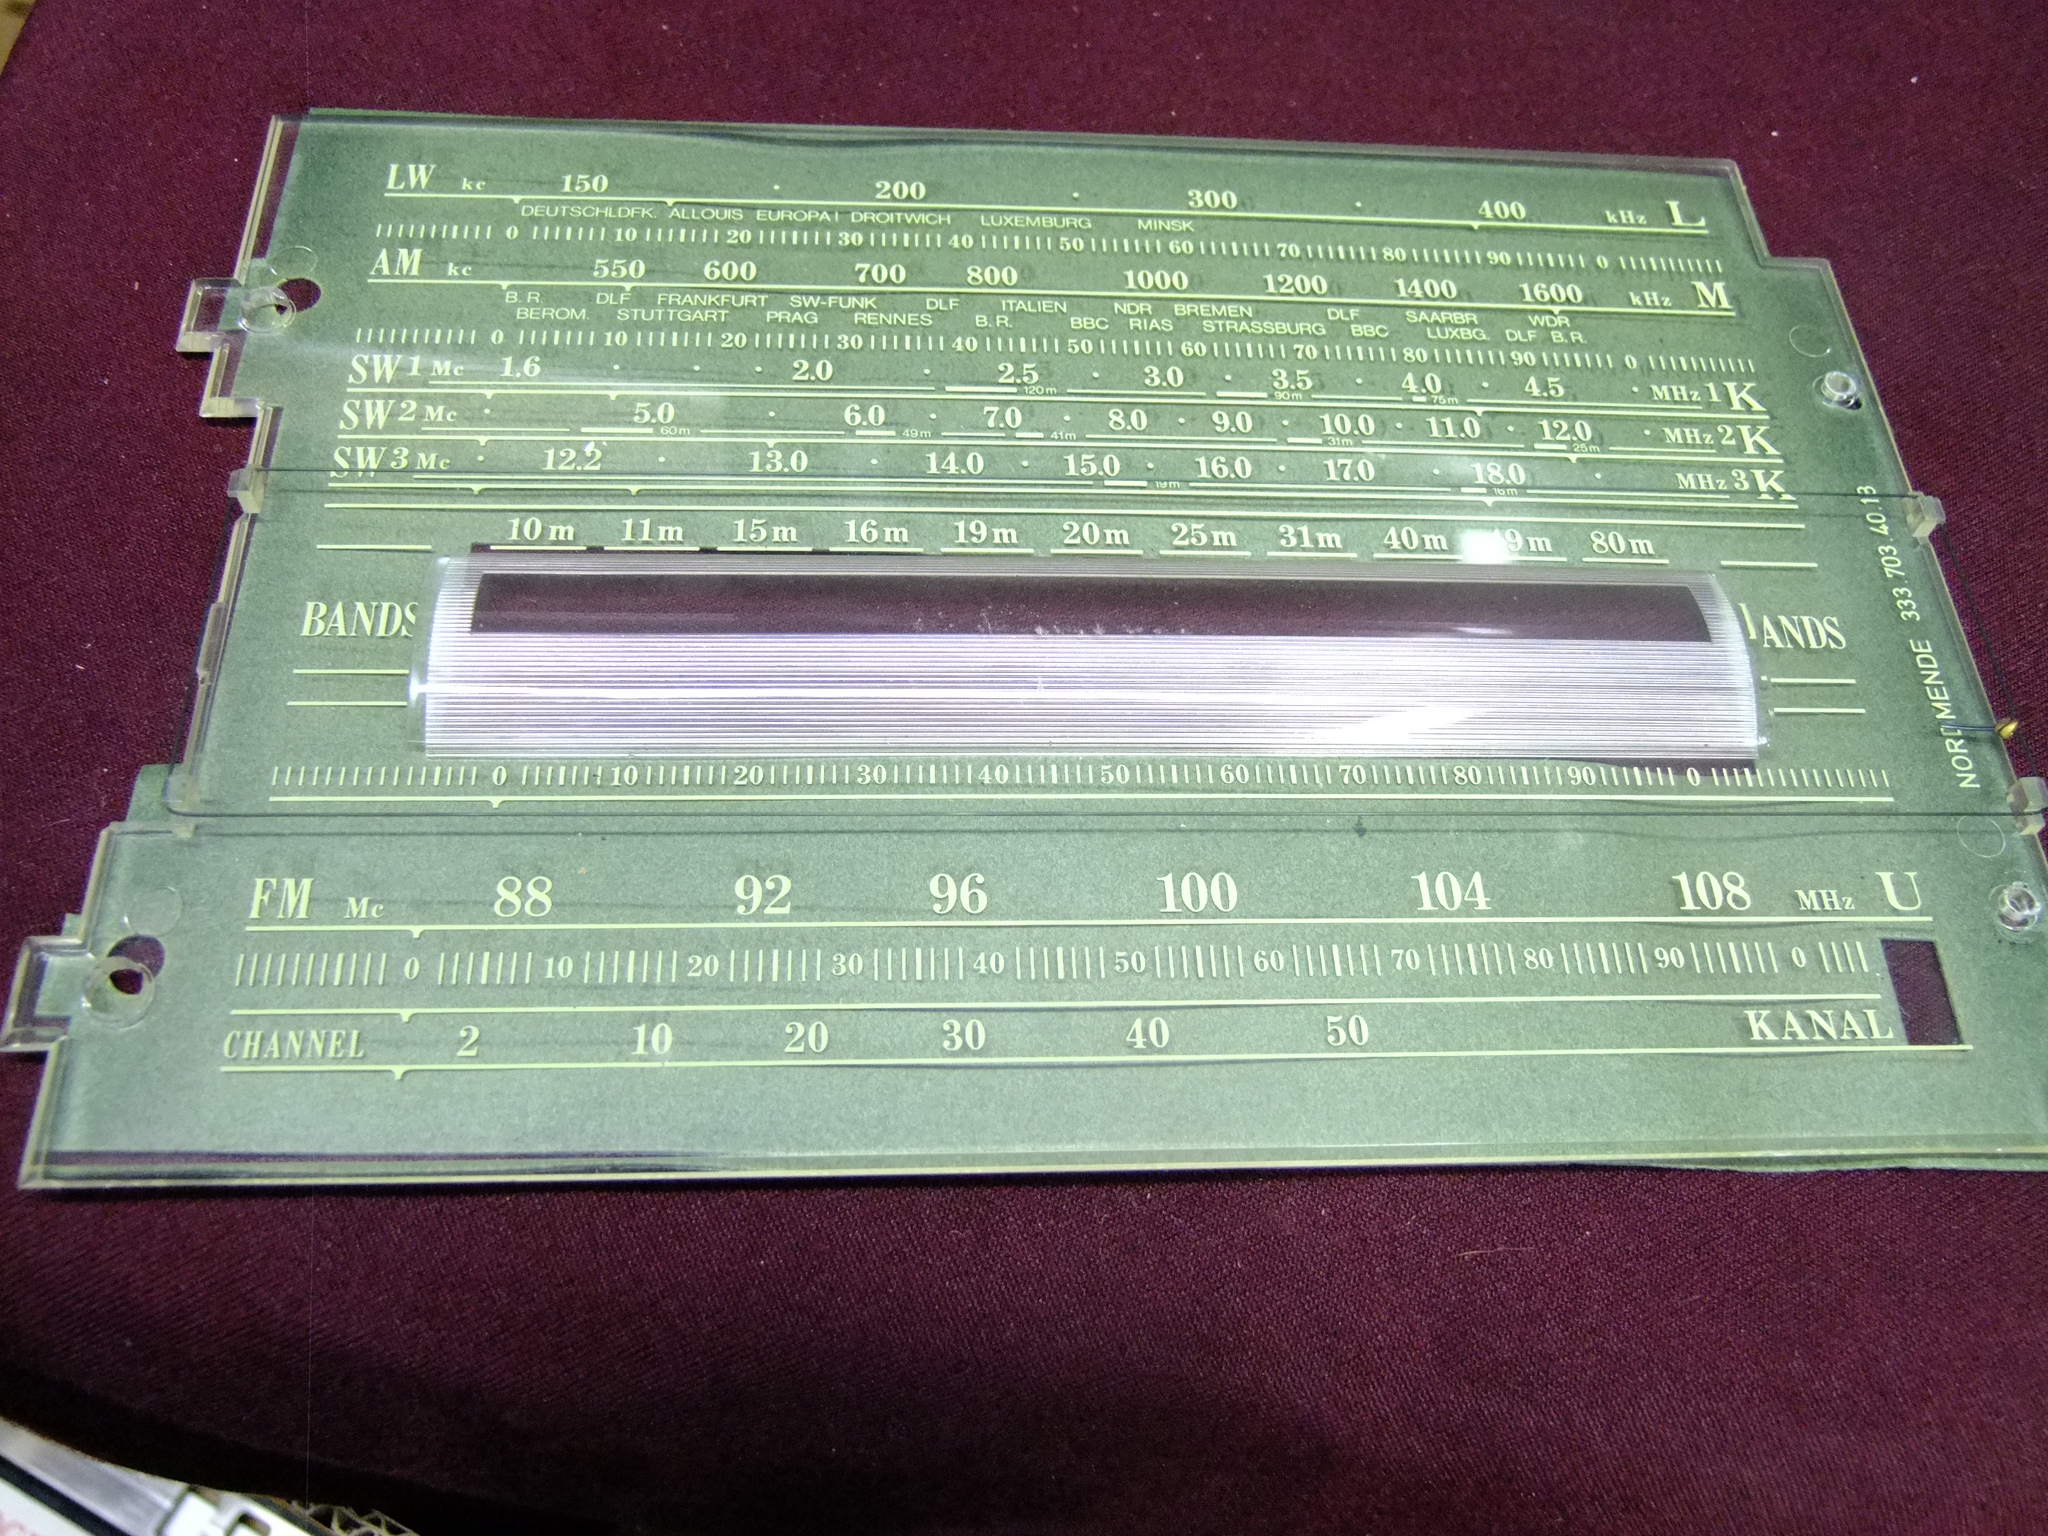 LW kc 150 · 200 · 300 · 400 kHz L
DEUTSCHLDFK. ALLOUIS EUROPA I DROITWICH LUXEMBURG MINSK
0 10 20 30 40 50 60 70 80 90 0
AM kc 550 600 700 800 1000 1200 1400 1600 kHz M
B.R. DLF FRANKFURT SW-FUNK DLF ITALIEN NDR BREMEN DLF SAARBR WDR
BEROM. STUTTGART PRAG RENNES B.R. BBC RIAS STRASSBURG BBC LUXBG. DLF B.R.
0 10 20 30 40 50 60 70 80 90 0
SW1 Mc 1.6 · · · 2.0 · 2.5 · 3.0 · 3.5 · 4.0 · 4.5 · MHz 1K
120m 90m 75m
SW2 Mc · 5.0 · 6.0 · 7.0 · 8.0 · 9.0 · 10.0 · 11.0 · 12.0 · MHz 2K
60m 49m 41m 31m 25m
SW3 Mc · 12.2 · 13.0 · 14.0 · 15.0 · 16.0 · 17.0 · 18.0 · MHz 3K
19m 16m
10m 11m 15m 16m 19m 20m 25m 31m 40m 49m 80m
BANDS BANDS
0 10 20 30 40 50 60 70 80 90 0
NORDMENDE 333.703.40.13
FM Mc 88 92 96 100 104 108 MHz U
0 10 20 30 40 50 60 70 80 90 0
CHANNEL 2 10 20 30 40 50 KANAL